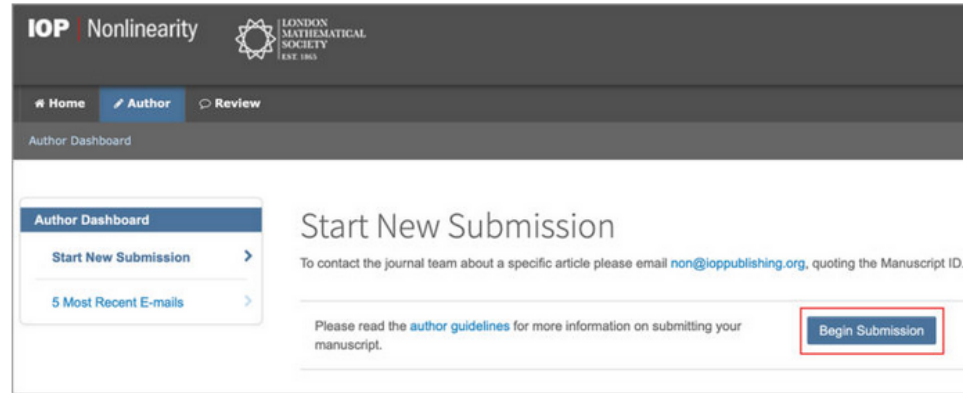 IOP Nonlinearity
LONDON
MATHEMATICAL
SOCIETY
EST. 1865
Home Author Review
Author Dashboard
Author Dashboard
Start New Submission
5 Most Recent E-mails
Start New Submission
To contact the journal team about a specific article please email non@ioppublishing.org, quoting the Manuscript ID.
Please read the author guidelines for more information on submitting your
manuscript.
Begin Submission